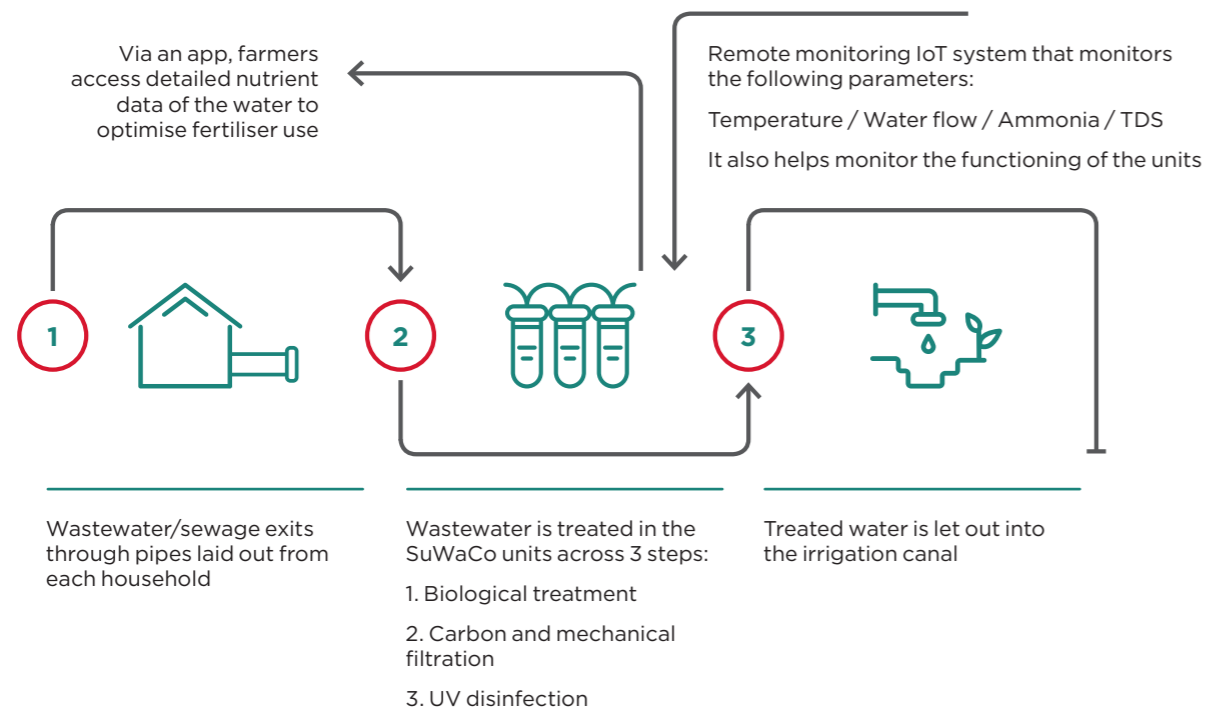 Via an app, farmers
access detailed nutrient
data of the water to
optimise fertiliser use
Remote monitoring IoT system that monitors
the following parameters:
Temperature / Water flow / Ammonia / TDS
It also helps monitor the functioning of the units
1
2
3
Wastewater/sewage exits
through pipes laid out from
each household
Wastewater is treated in the
SuWaCo units across 3 steps:
1. Biological treatment
2. Carbon and mechanical
filtration
3. UV disinfection
Treated water is let out into
the irrigation canal